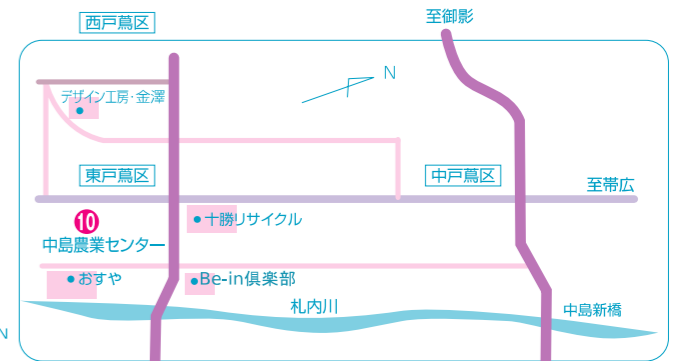 西戸蔦区
至御影
N
デザイン工房・金澤
東戸蔦区
中戸蔦区
至帯広
10
中島農業センター
十勝リサイクル
おすや
Be-in倶楽部
札内川
中島新橋
N